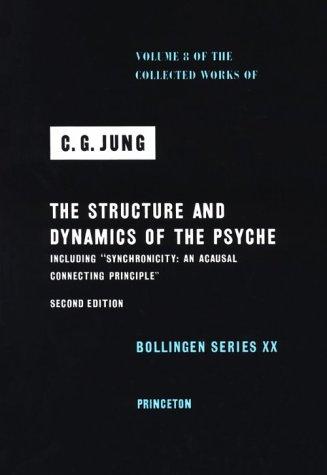 VOLUME 8 OF THE
COLLECTED WORKS OF
C. G. JUNG
THE STRUCTURE AND
DYNAMICS OF THE PSYCHE
INCLUDING "SYNCHRONICITY: AN ACAUSAL
CONNECTING PRINCIPLE"
SECOND EDITION
BOLLINGEN SERIES XX
PRINCETON